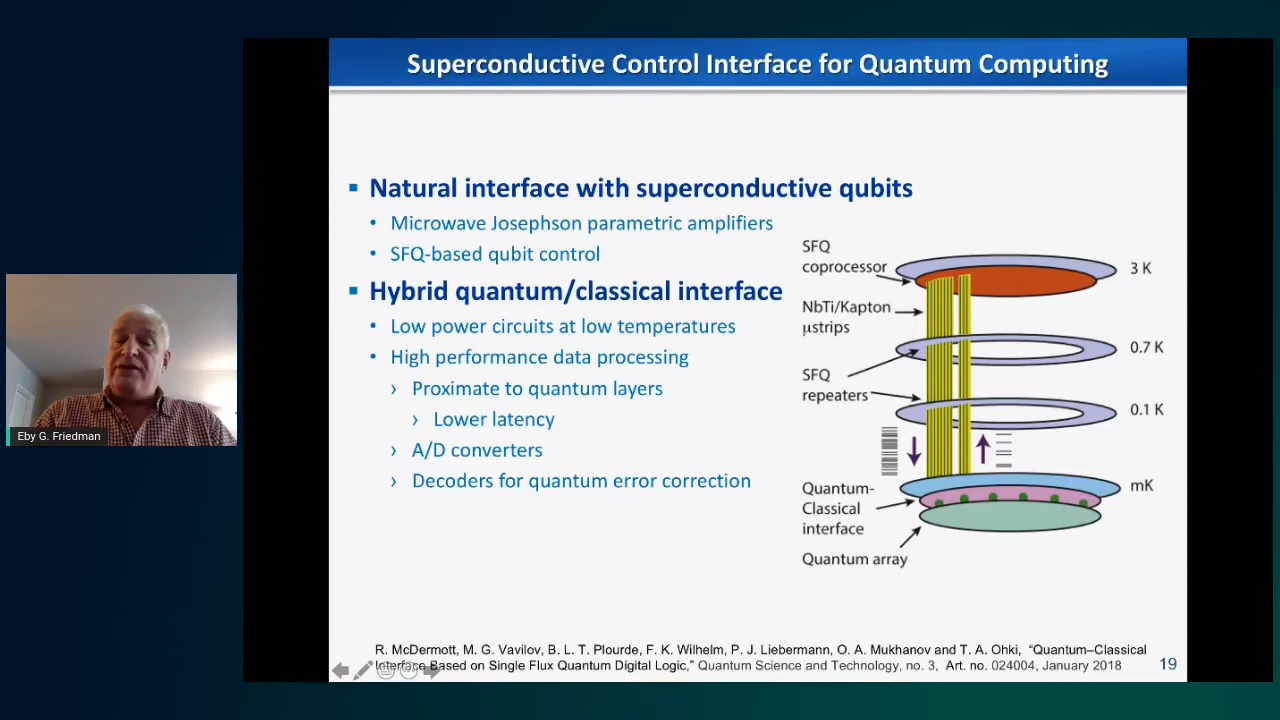 Superconductive Control Interface for Quantum Computing
▪ Natural interface with superconductive qubits
• Microwave Josephson parametric amplifiers
• SFQ-based qubit control
▪ Hybrid quantum/classical interface
• Low power circuits at low temperatures
• High performance data processing
› Proximate to quantum layers
› Lower latency
› A/D converters
› Decoders for quantum error correction
SFQ
coprocessor
3 K
NbTi/Kapton
μstrips
0.7 K
SFQ
repeaters
0.1 K
Quantum-
Classical
interface
mK
Quantum array
Eby G. Friedman
R. McDermott, M. G. Vavilov, B. L. T. Plourde, F. K. Wilhelm, P. J. Liebermann, O. A. Mukhanov and T. A. Ohki, “Quantum–Classical
Interface Based on Single Flux Quantum Digital Logic,” Quantum Science and Technology, no. 3, Art. no. 024004, January 2018
19